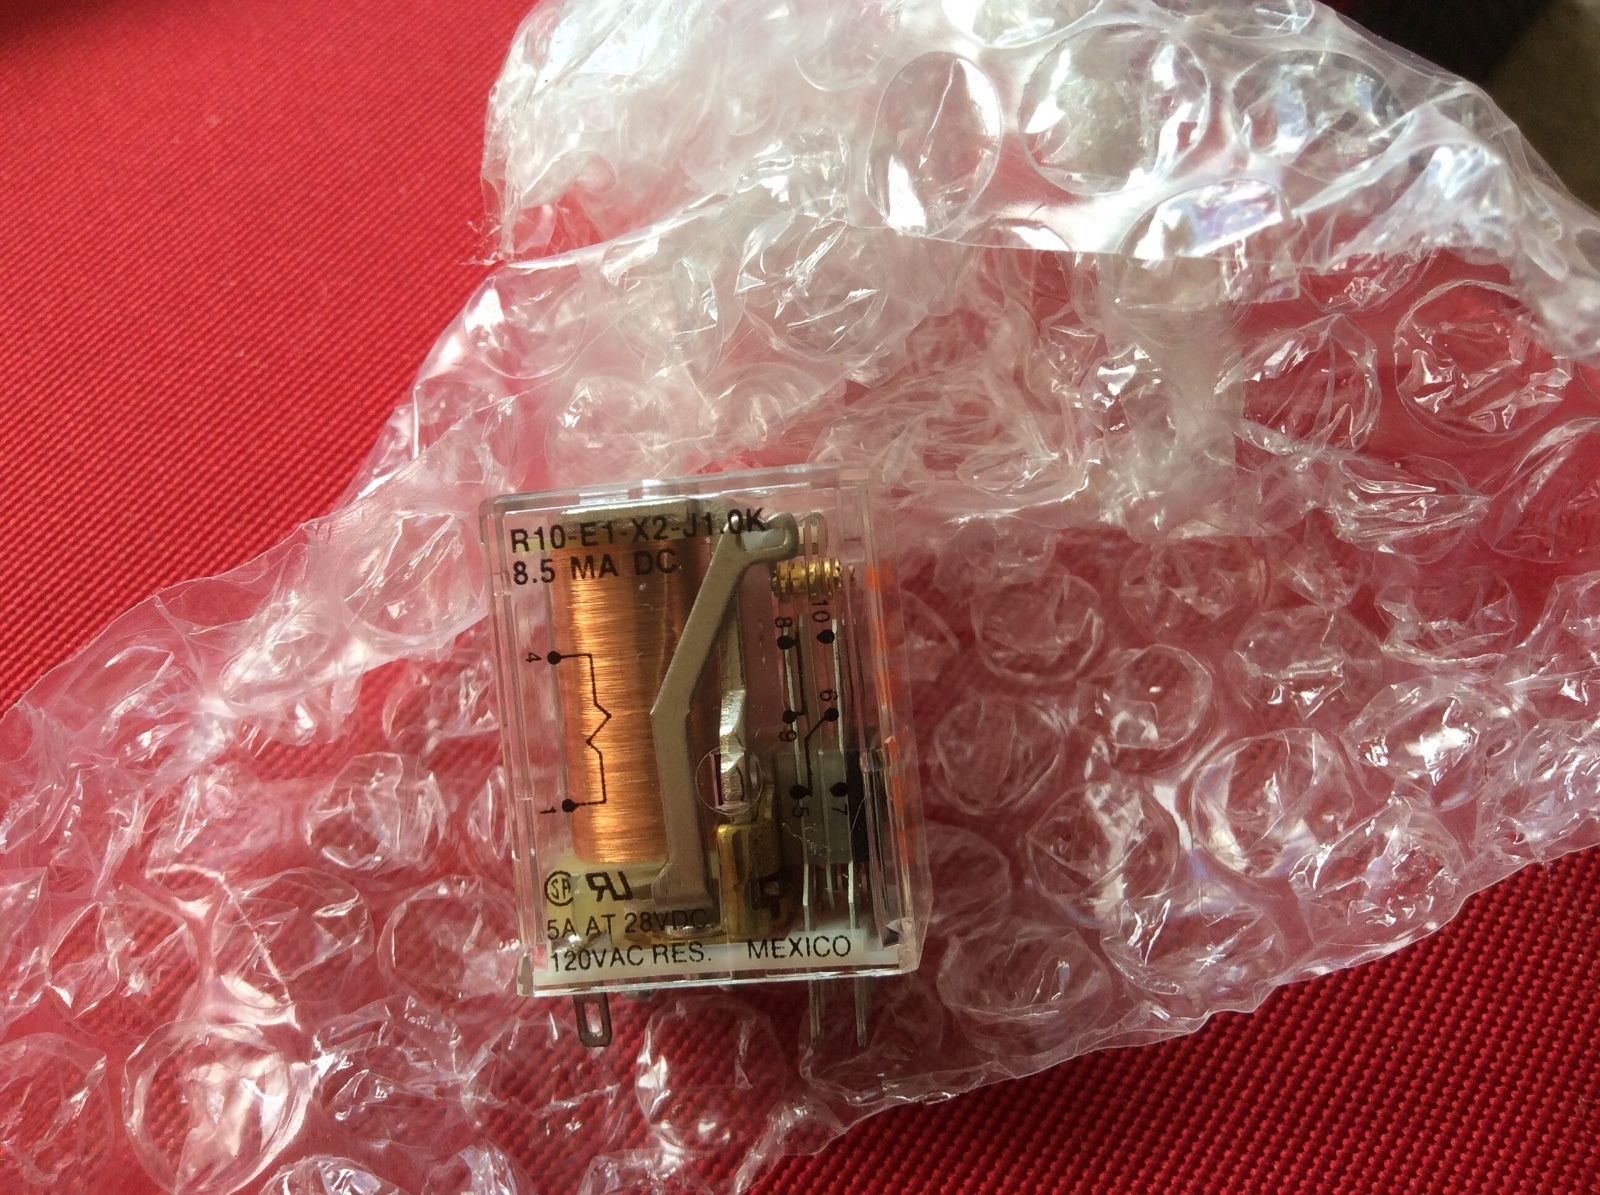 R10-E1-X2-J1.0K
8.5 MA DC
4
1
8
10
9
6
5
7
SA
5A AT 28VDC.
120VAC RES. MEXICO